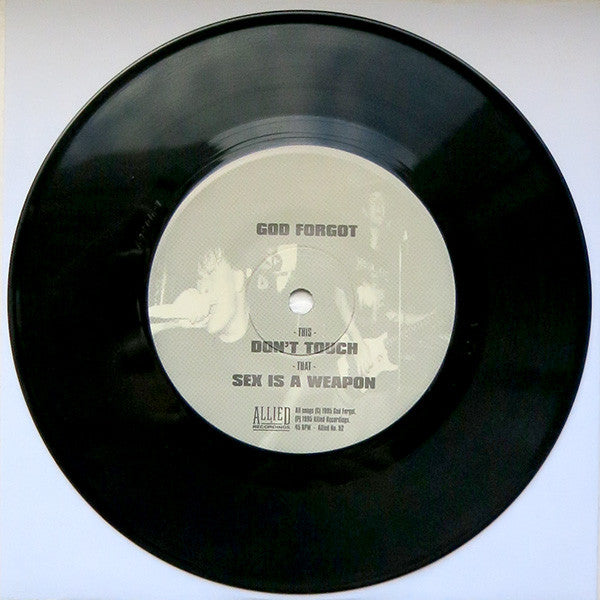 GOD FORGOT
- THIS -
DON'T TOUCH
- THAT -
SEX IS A WEAPON
ALLIED
RECORDINGS
All songs (C) 1995 God Forgot.
(P) 1995 Allied Recordings.
45 RPM - Allied No. 92